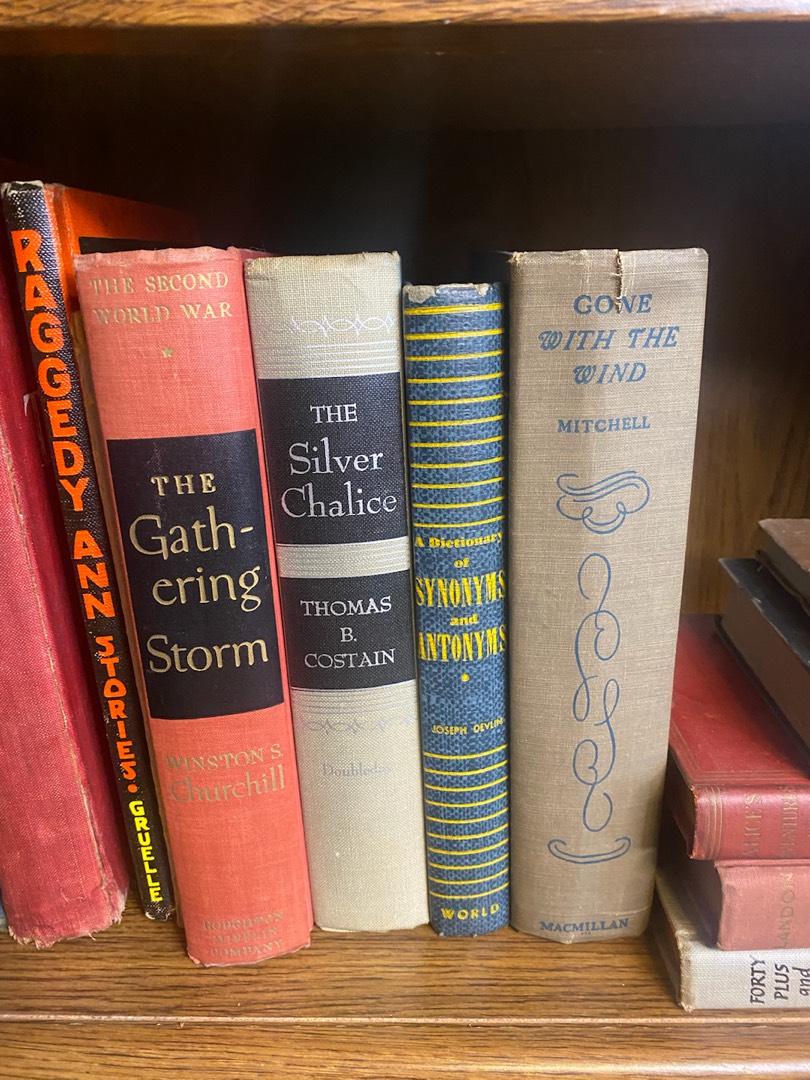 RAGGEDY ANN STORIES • GRUELLE
THE SECOND
WORLD WAR
THE
Gath-
ering
Storm
WINSTON S.
Churchill
HOUGHTON
MIFFLIN
COMPANY
THE
Silver
Chalice
THOMAS
B.
COSTAIN
Doubleday
A Dictionary
of
SYNONYMS
and
ANTONYMS
JOSEPH DEVLIN
WORLD
GONE
WITH THE
WIND
MITCHELL
MACMILLAN
ALICE'S
FORTY
PLUS
and